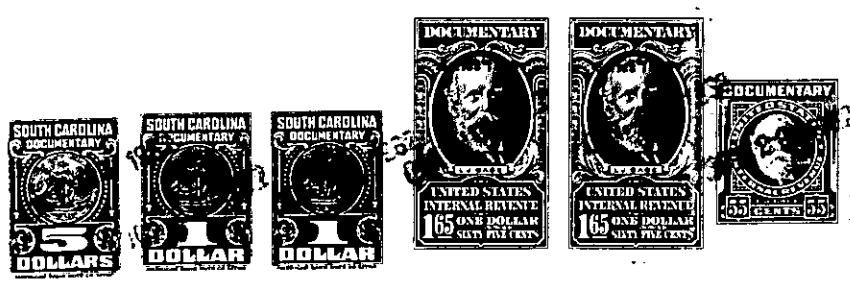 SOUTH CAROLINA
DOCUMENTARY
5
DOLLARS
SOUTH CAROLINA
DOCUMENTARY
1
DOLLAR
SOUTH CAROLINA
DOCUMENTARY
1
DOLLAR
DOCUMENTARY
UNITED STATES
INTERNAL REVENUE
1 65 ONE DOLLAR
SIXTY FIVE CENTS
DOCUMENTARY
UNITED STATES
INTERNAL REVENUE
1 65 ONE DOLLAR
SIXTY FIVE CENTS
DOCUMENTARY
UNITED STATES
INTERNAL REVENUE
55 CENTS 55